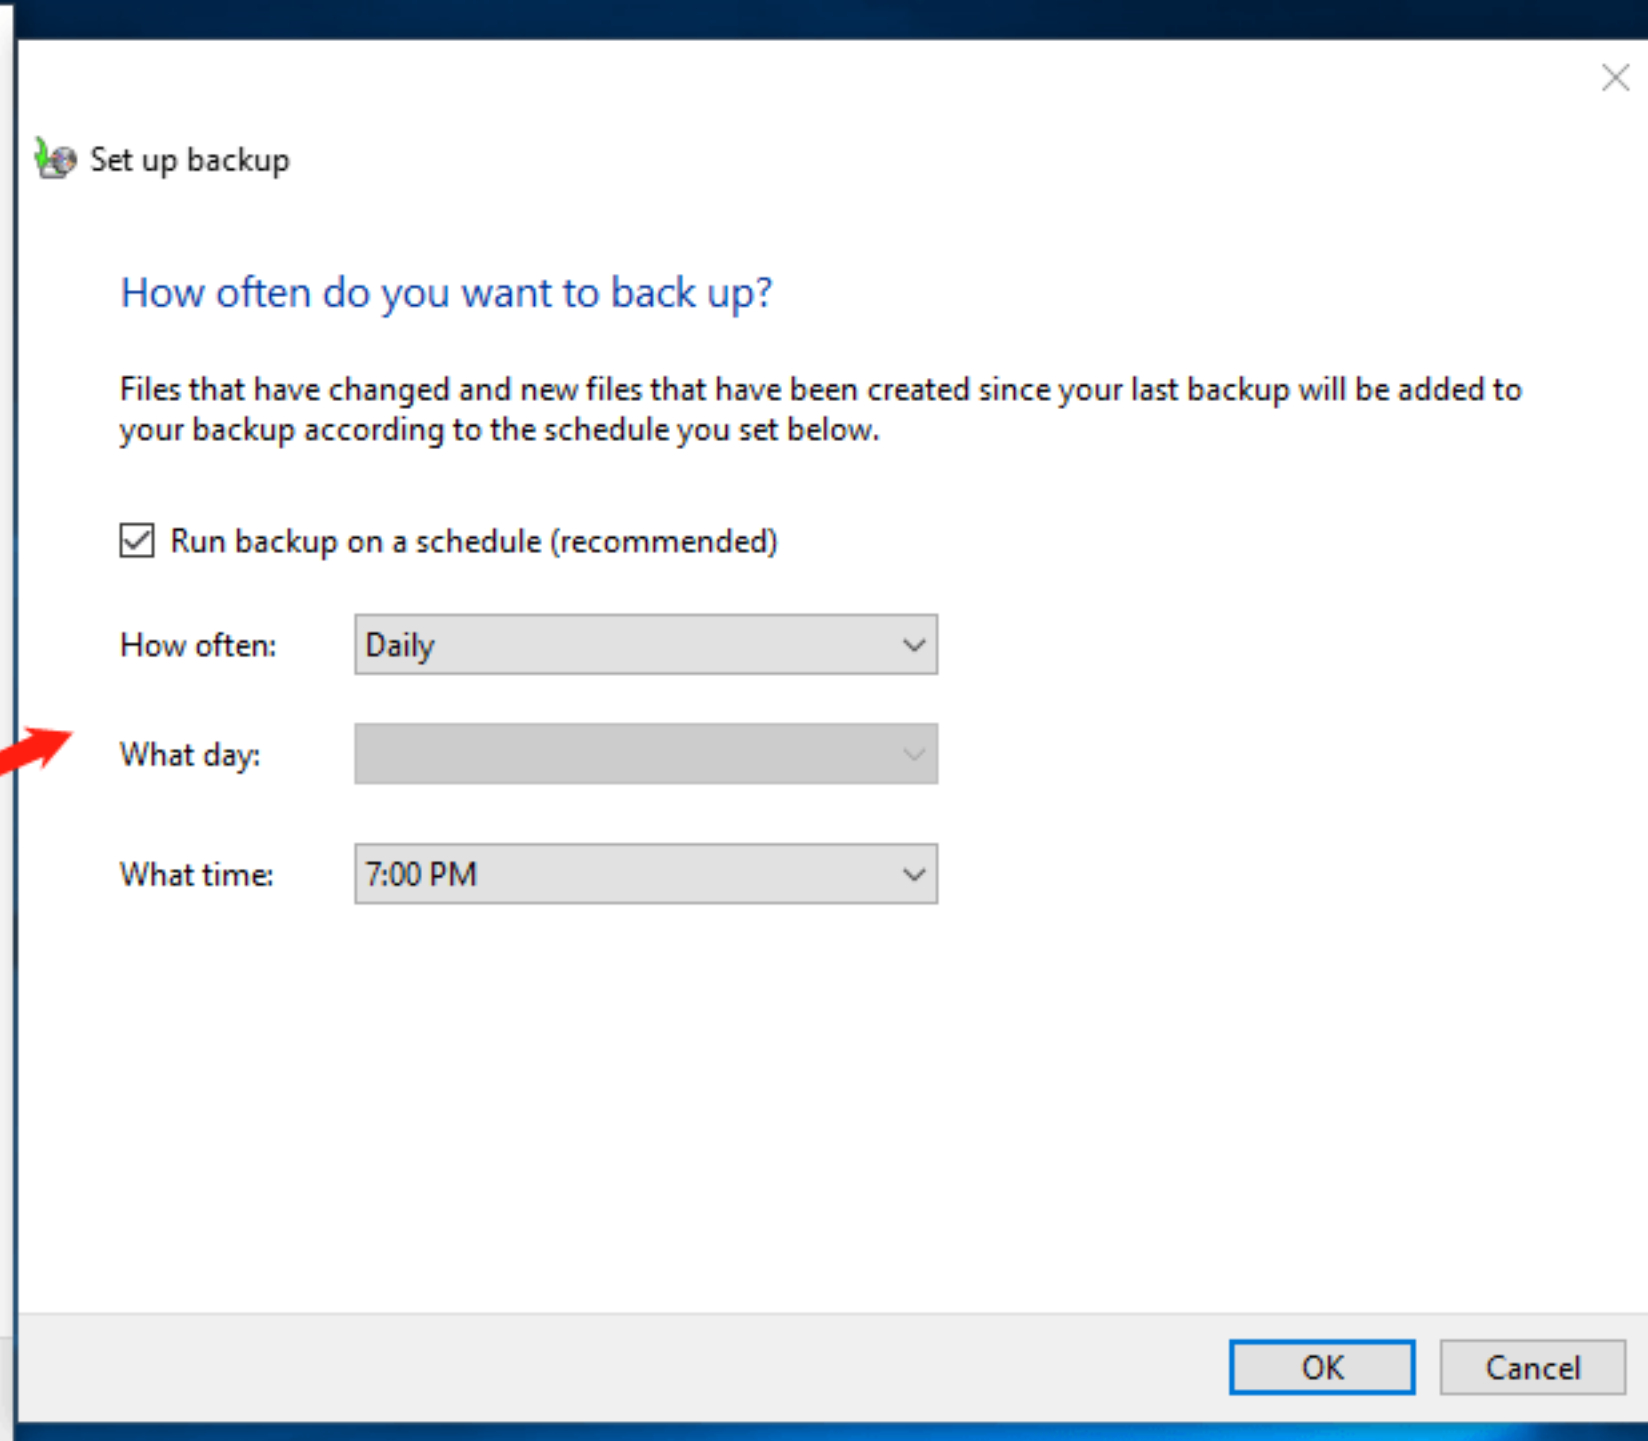 Set up backup
How often do you want to back up?
Files that have changed and new files that have been created since your last backup will be added to
your backup according to the schedule you set below.
Run backup on a schedule (recommended)
How often: Daily
What day:
What time: 7:00 PM
OK Cancel